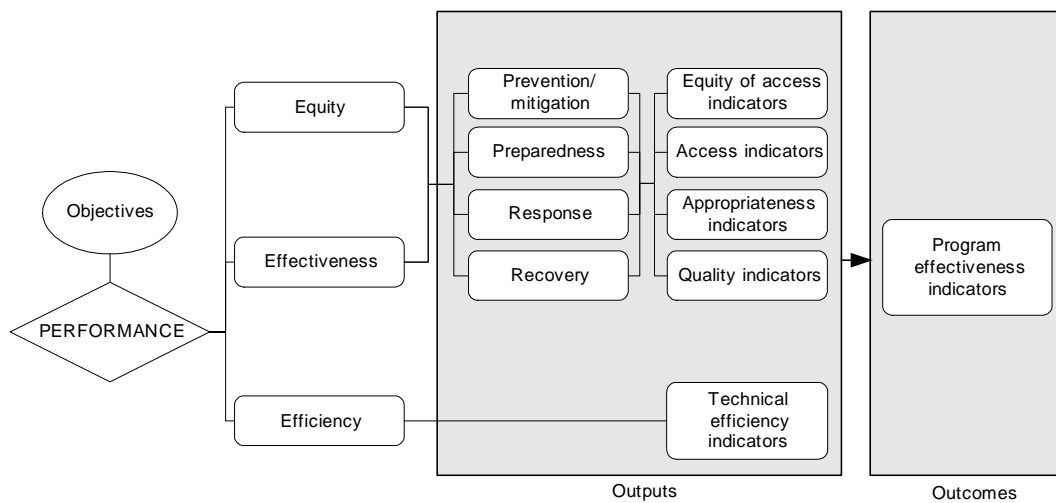 Objectives
PERFORMANCE
Equity
Effectiveness
Efficiency
Prevention/
mitigation
Preparedness
Response
Recovery
Equity of access
indicators
Access indicators
Appropriateness
indicators
Quality indicators
Technical
efficiency
indicators
Outputs
Program
effectiveness
indicators
Outcomes